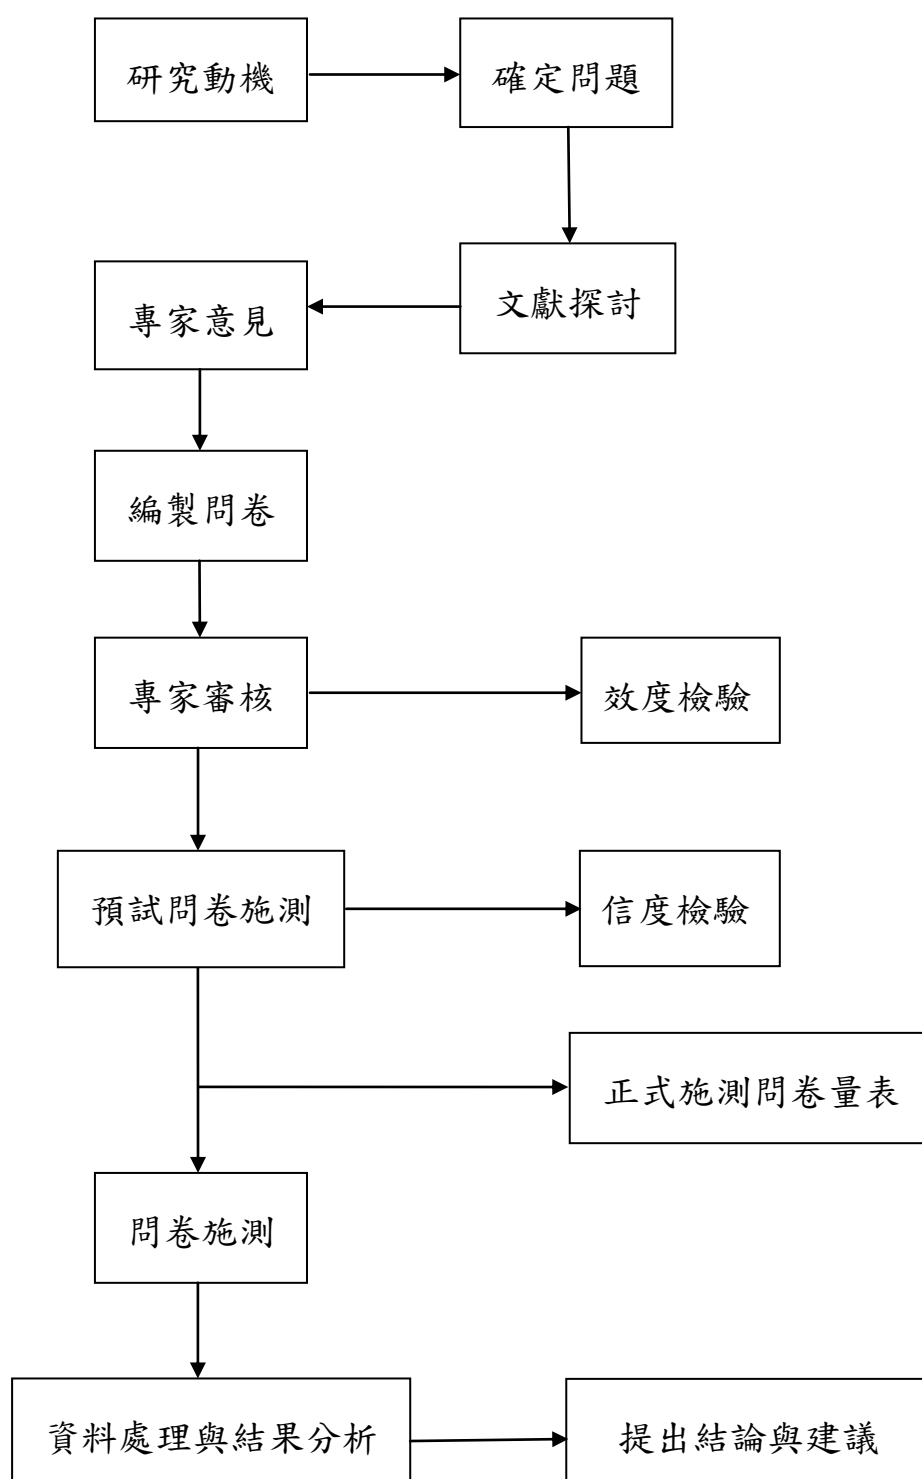 研究動機
確定問題
文獻探討
專家意見
編製問卷
專家審核
效度檢驗
預試問卷施測
信度檢驗
正式施測問卷量表
問卷施測
資料處理與結果分析
提出結論與建議